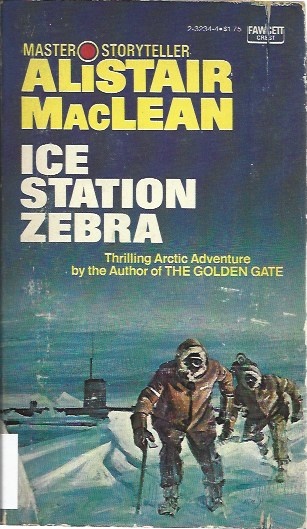 2-3234-4•$1.75
FAWCETT
CREST
MASTER STORYTELLER
ALiSTAIR
MACLEAN
ICE
STATION
ZEBRA
Thrilling Arctic Adventure
by the Author of THE GOLDEN GATE